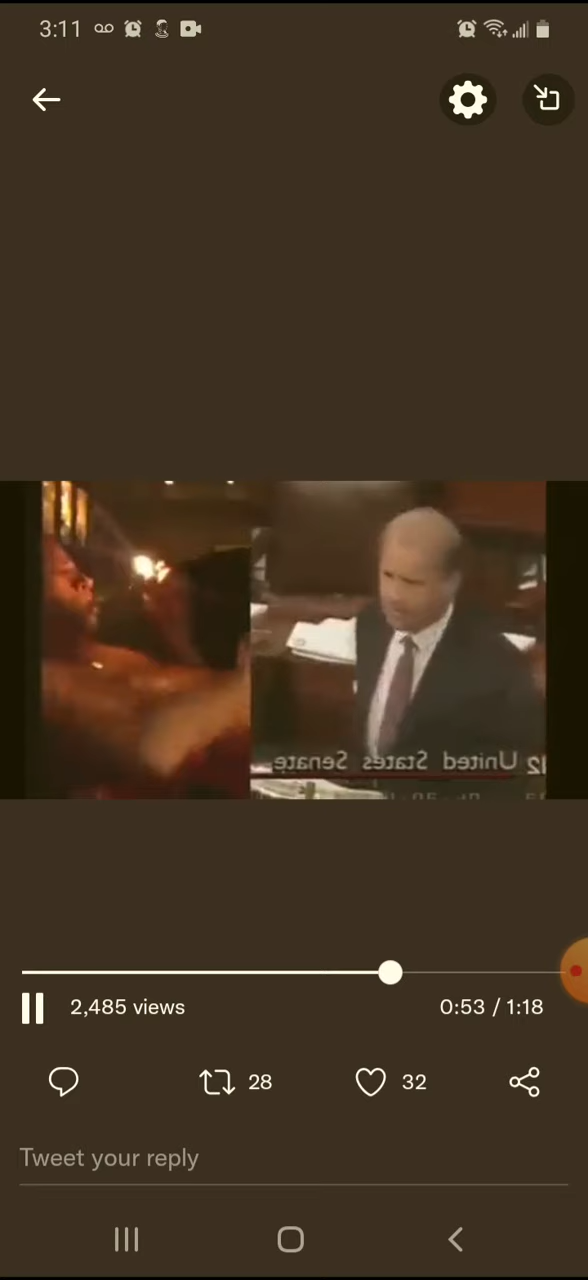 3:11
United States Senate
2,485 views
0:53 / 1:18
28
32
Tweet your reply